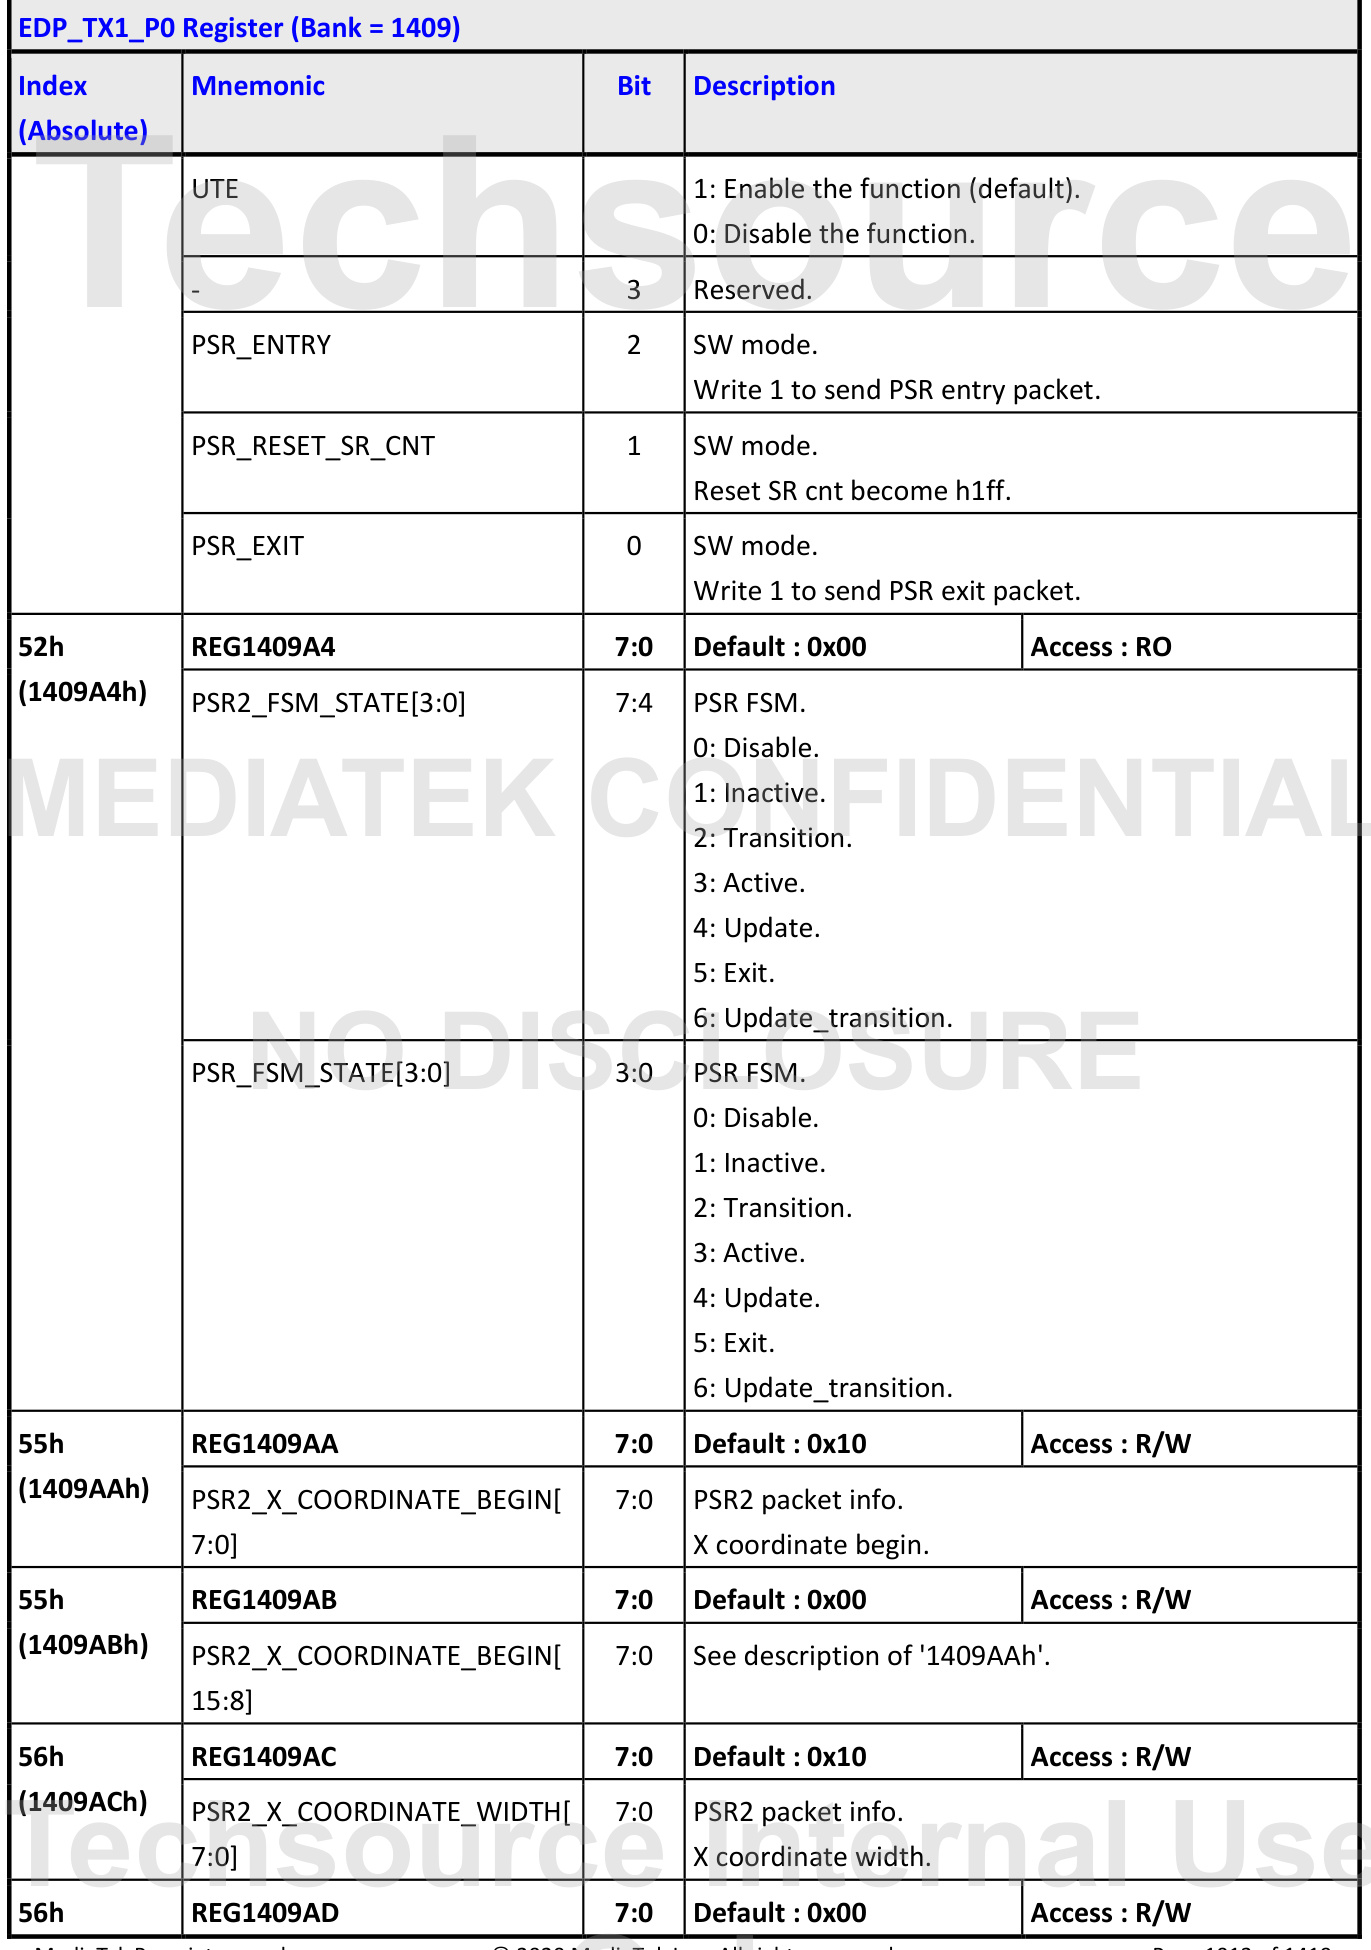 EDP_TX1_P0 Register (Bank = 1409)
Index (Absolute) Mnemonic Bit Description
UTE 1: Enable the function (default).
0: Disable the function.
- 3 Reserved.
PSR_ENTRY 2 SW mode.
Write 1 to send PSR entry packet.
PSR_RESET_SR_CNT 1 SW mode.
Reset SR cnt become h1ff.
PSR_EXIT 0 SW mode.
Write 1 to send PSR exit packet.
52h REG1409A4 7:0 Default : 0x00 Access : RO
(1409A4h) PSR2_FSM_STATE[3:0] 7:4 PSR FSM.
0: Disable.
1: Inactive.
2: Transition.
3: Active.
4: Update.
5: Exit.
6: Update_transition.
PSR_FSM_STATE[3:0] 3:0 PSR FSM.
0: Disable.
1: Inactive.
2: Transition.
3: Active.
4: Update.
5: Exit.
6: Update_transition.
55h REG1409AA 7:0 Default : 0x10 Access : R/W
(1409AAh) PSR2_X_COORDINATE_BEGIN[ 7:0 PSR2 packet info.
7:0] X coordinate begin.
55h REG1409AB 7:0 Default : 0x00 Access : R/W
(1409ABh) PSR2_X_COORDINATE_BEGIN[ 7:0 See description of '1409AAh'.
15:8]
56h REG1409AC 7:0 Default : 0x10 Access : R/W
(1409ACh) PSR2_X_COORDINATE_WIDTH[ 7:0 PSR2 packet info.
7:0] X coordinate width.
56h REG1409AD 7:0 Default : 0x00 Access : R/W
Techsource
MEDIATEK CONFIDENTIAL
NO DISCLOSURE
Techsource Internal Use